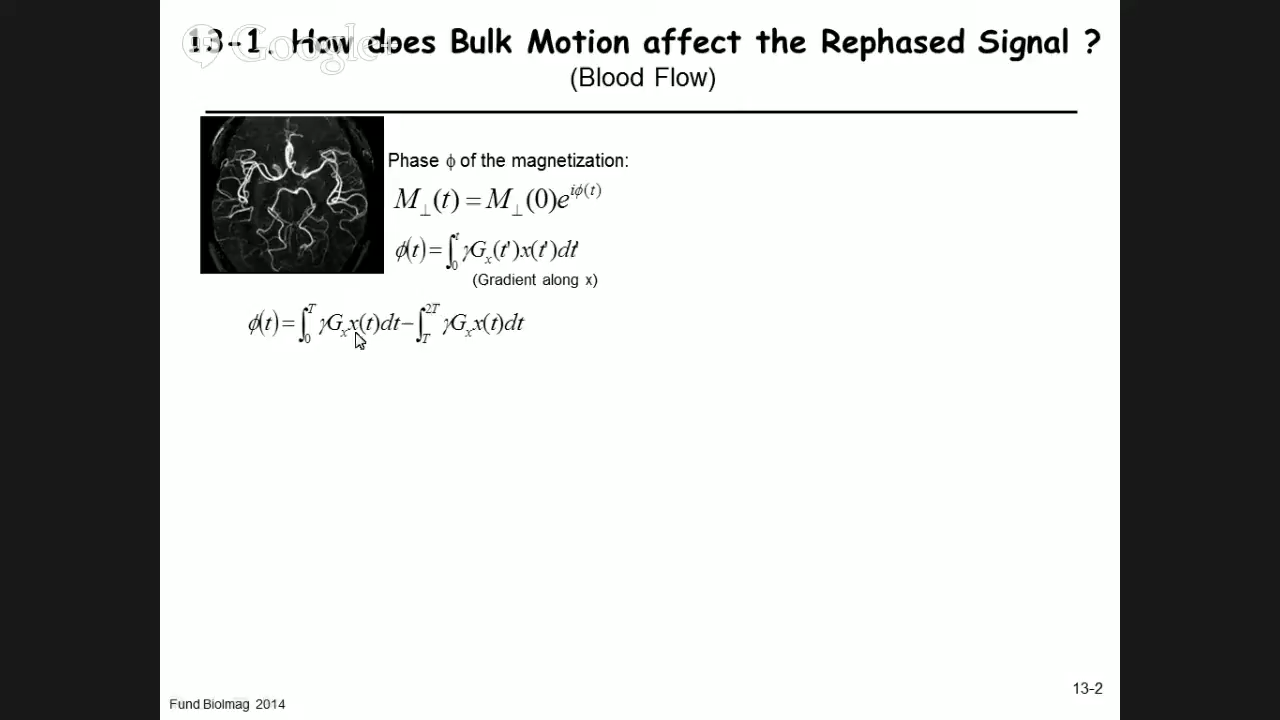 13-1. How does Bulk Motion affect the Rephased Signal ?
Google+
(Blood Flow)
Phase ϕ of the magnetization:
M⊥(t) = M⊥(0)e^{iϕ(t)}
ϕ(t) = ∫₀ᵗ γGₓ(t')x(t')dt'
(Gradient along x)
ϕ(t) = ∫₀ᵀ γGₓx(t)dt − ∫_T^{2T} γGₓx(t)dt
13-2
Fund BioImag 2014